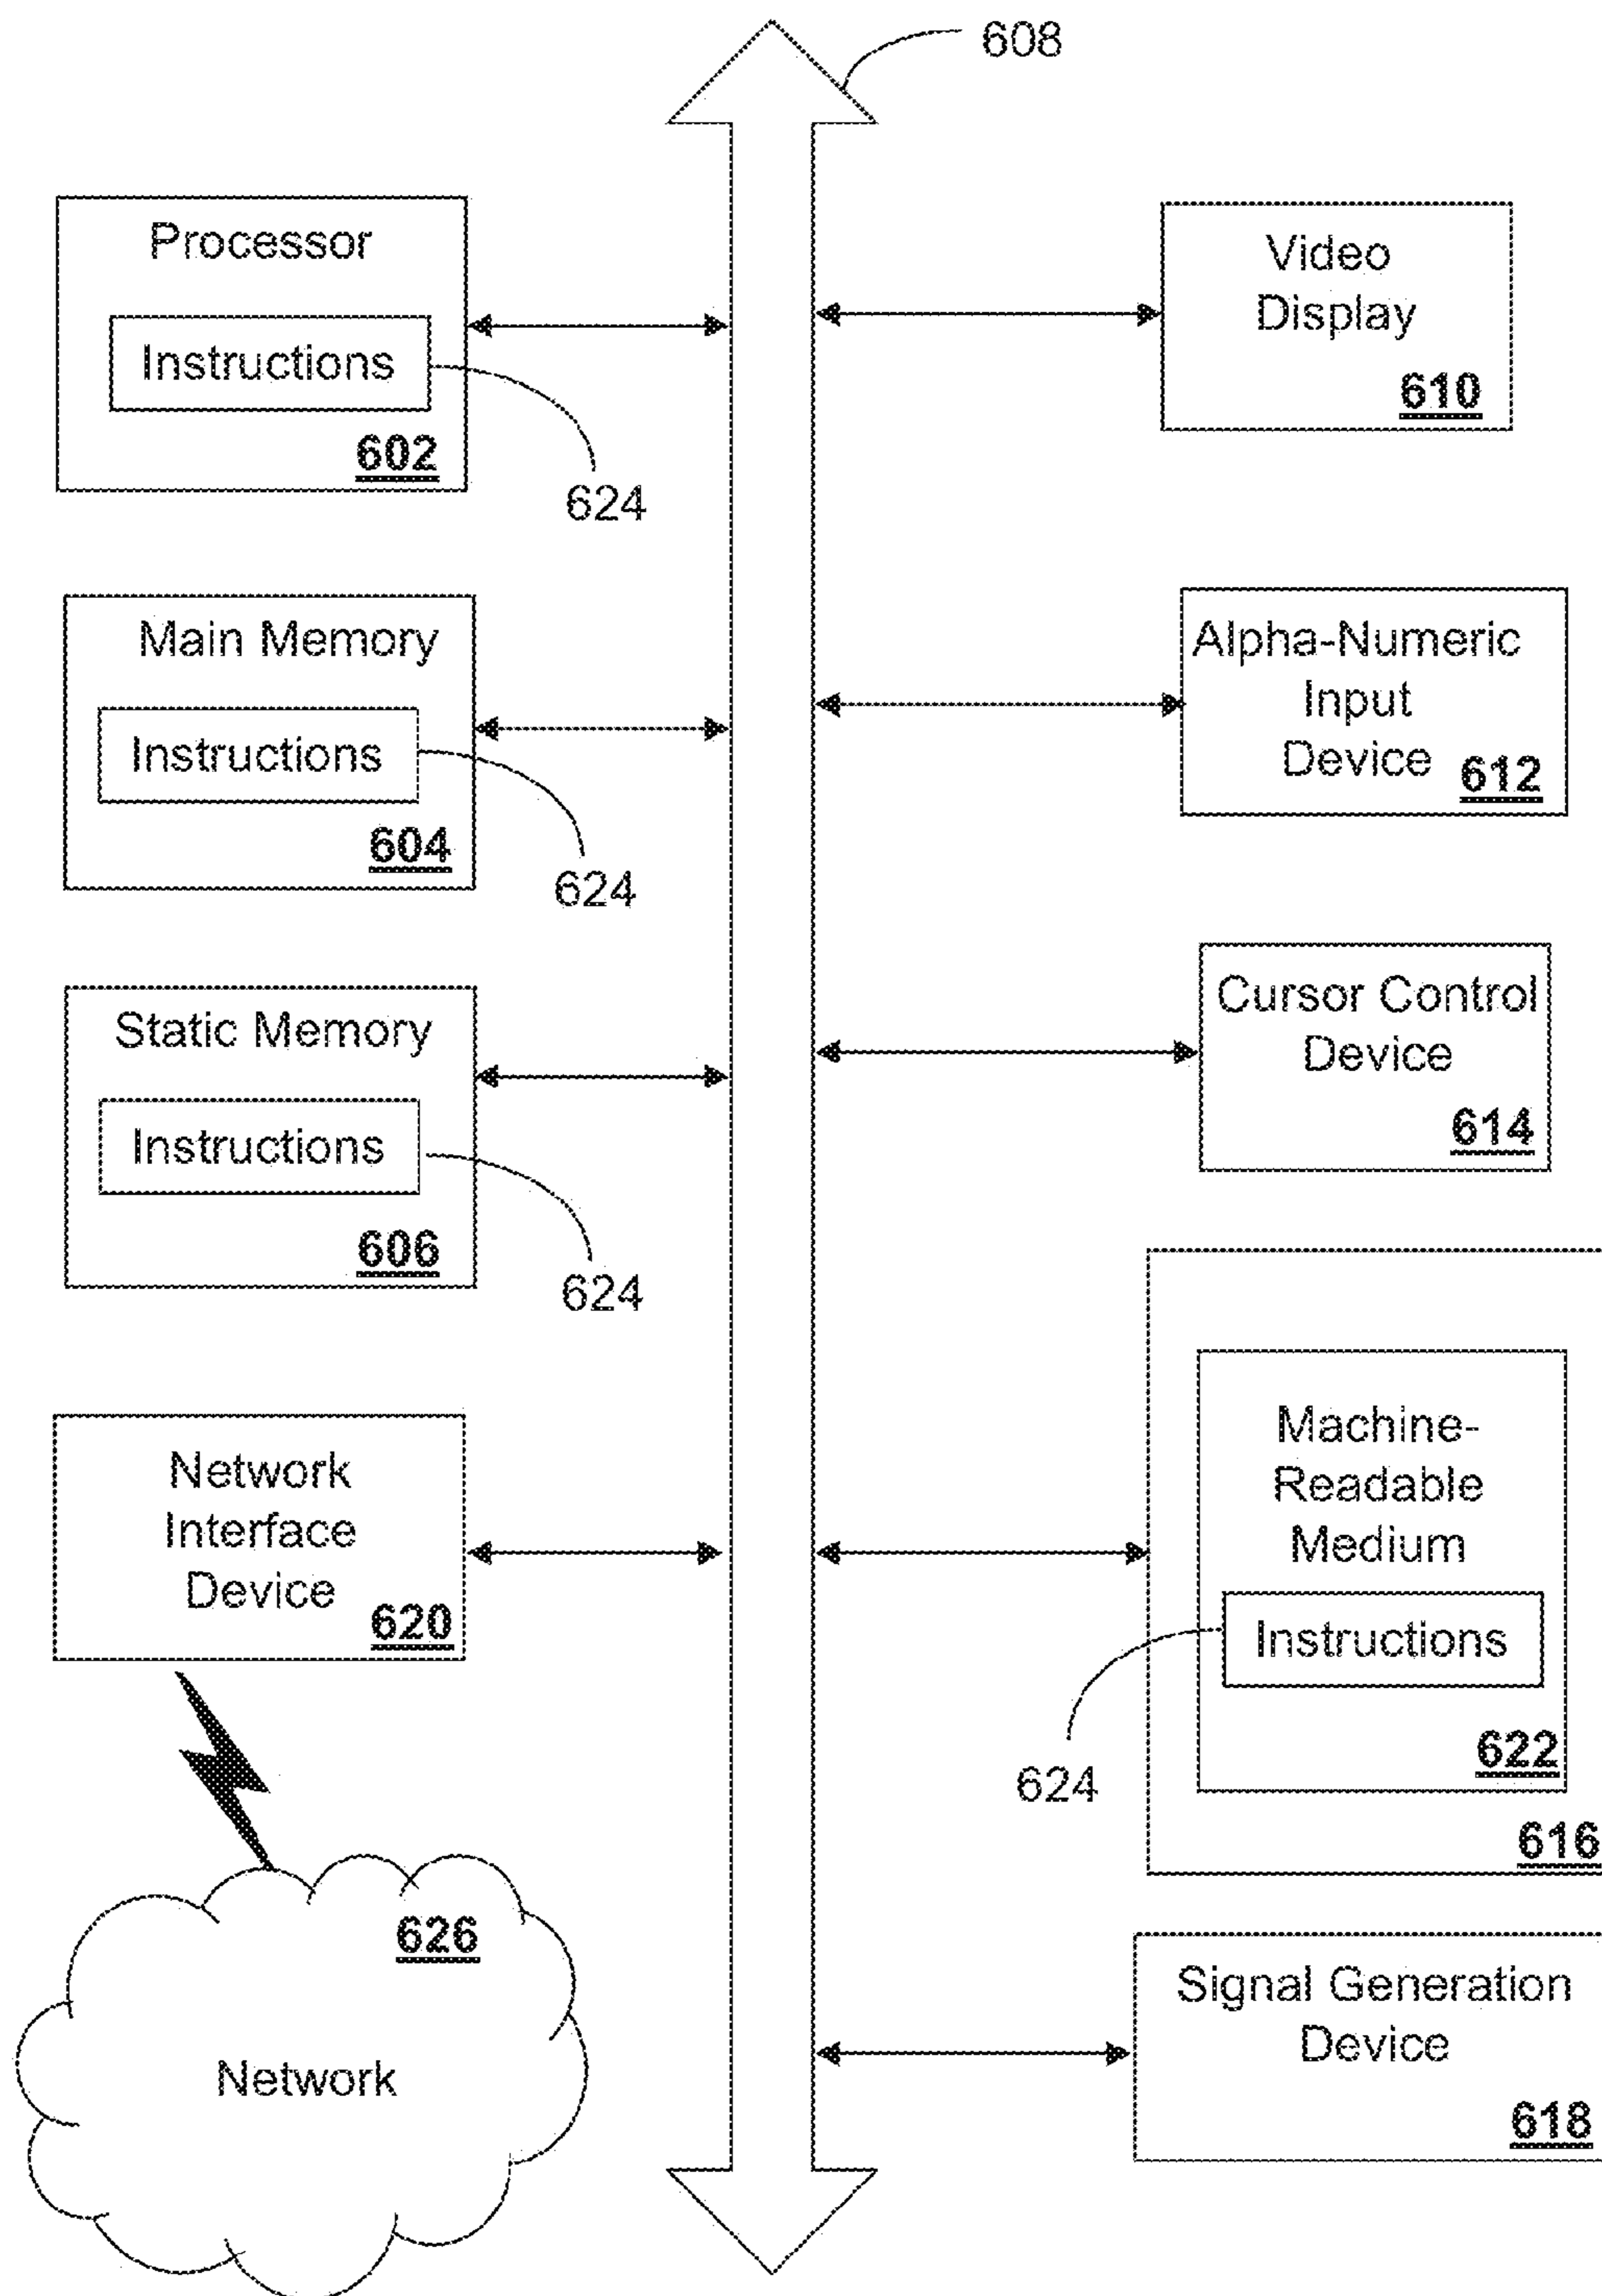 608
Processor
Instructions
602
624
Main Memory
Instructions
604
624
Static Memory
Instructions
606
624
Network
Interface
Device
620
626
Network
Video
Display
610
Alpha-Numeric
Input
Device
612
Cursor Control
Device
614
Machine-
Readable
Medium
Instructions
622
624
616
Signal Generation
Device
618